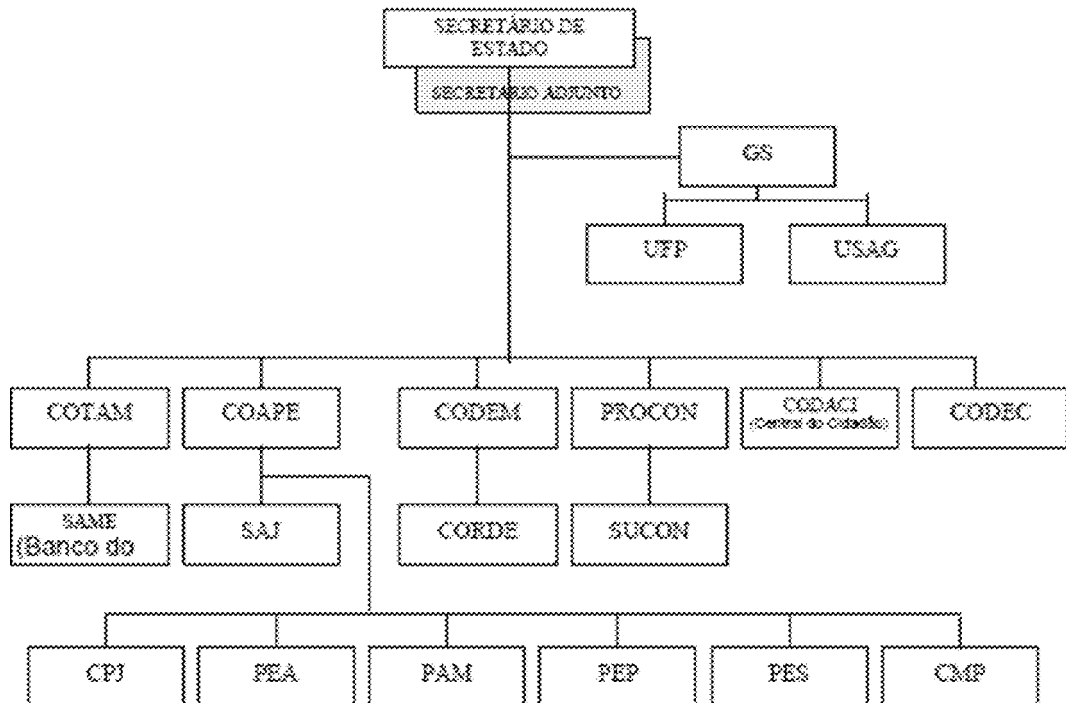 SECRETÁRIO DE
ESTADO
SECRETARIO ADJUNTO
GS
UFP
USAG
COTAM
COAPE
CODEM
PROCON
CODACI
(Central do Cidadão)
CODEC
SAME
(Banco do
SAJ
CORDE
SUCON
CPJ
PEA
PAM
PEP
PES
CMP